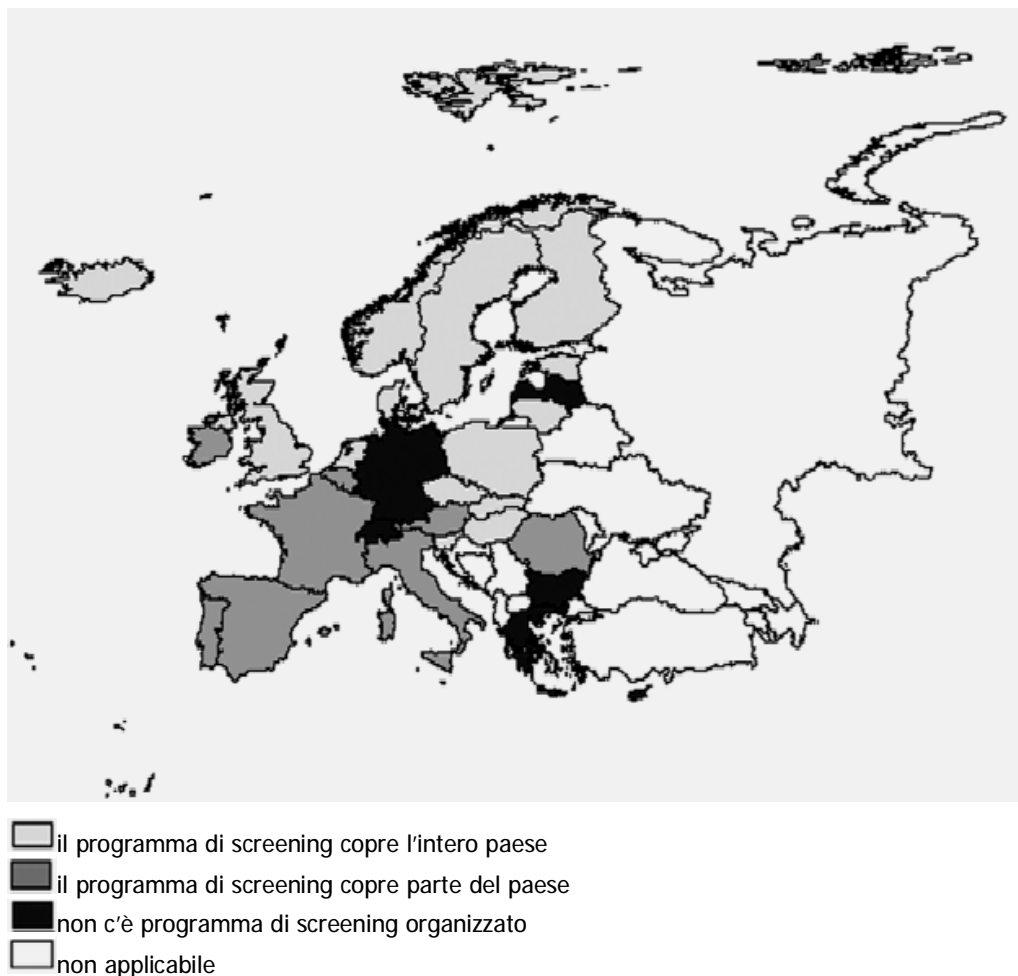 il programma di screening copre l'intero paese
il programma di screening copre parte del paese
non c'è programma di screening organizzato
non applicabile